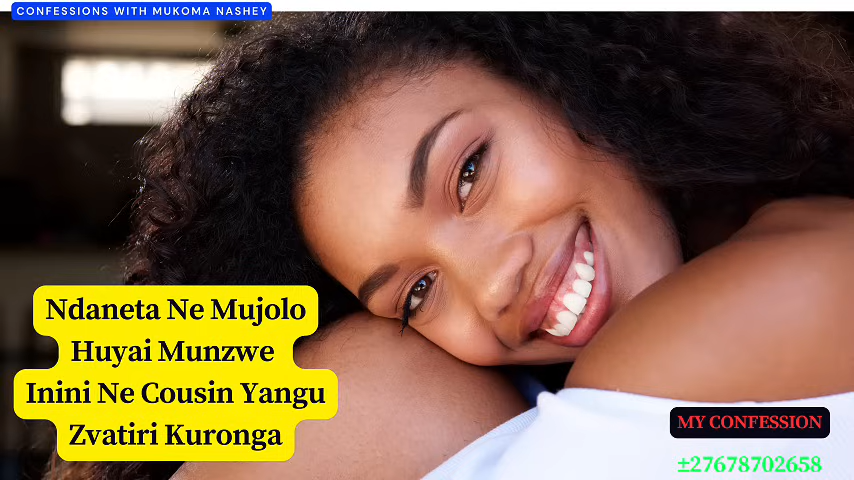 CONFESSIONS WITH MUKOMA NASHEY
Ndaneta Ne Mujolo
Huyai Munzwe
Inini Ne Cousin Yangu
Zvatiri Kuronga
MY CONFESSION
±27678702658